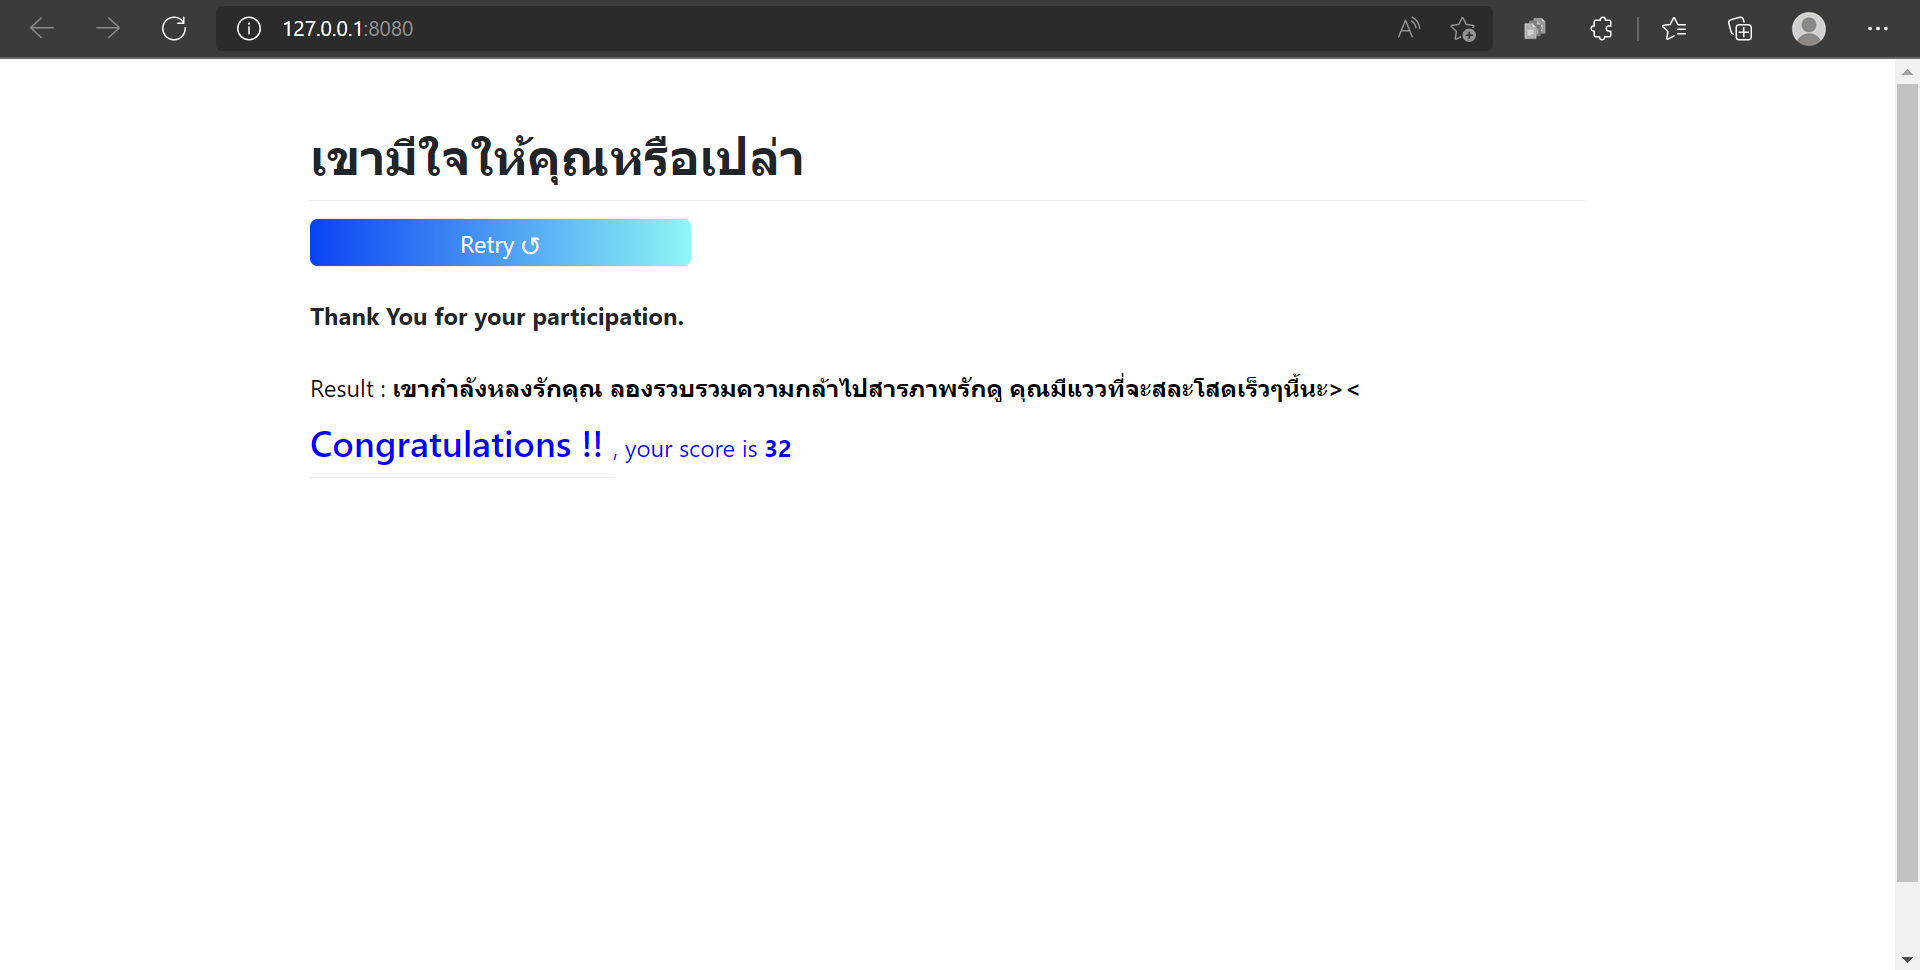 127.0.0.1:8080
เขามีใจให้คุณหรือเปล่า
Retry ↺
Thank You for your participation.
Result : เขากำลังหลงรักคุณ ลองรวบรวมความกล้าไปสารภาพรักดู คุณมีแววที่จะสละโสดเร็วๆนี้นะ><
Congratulations !! , your score is 32